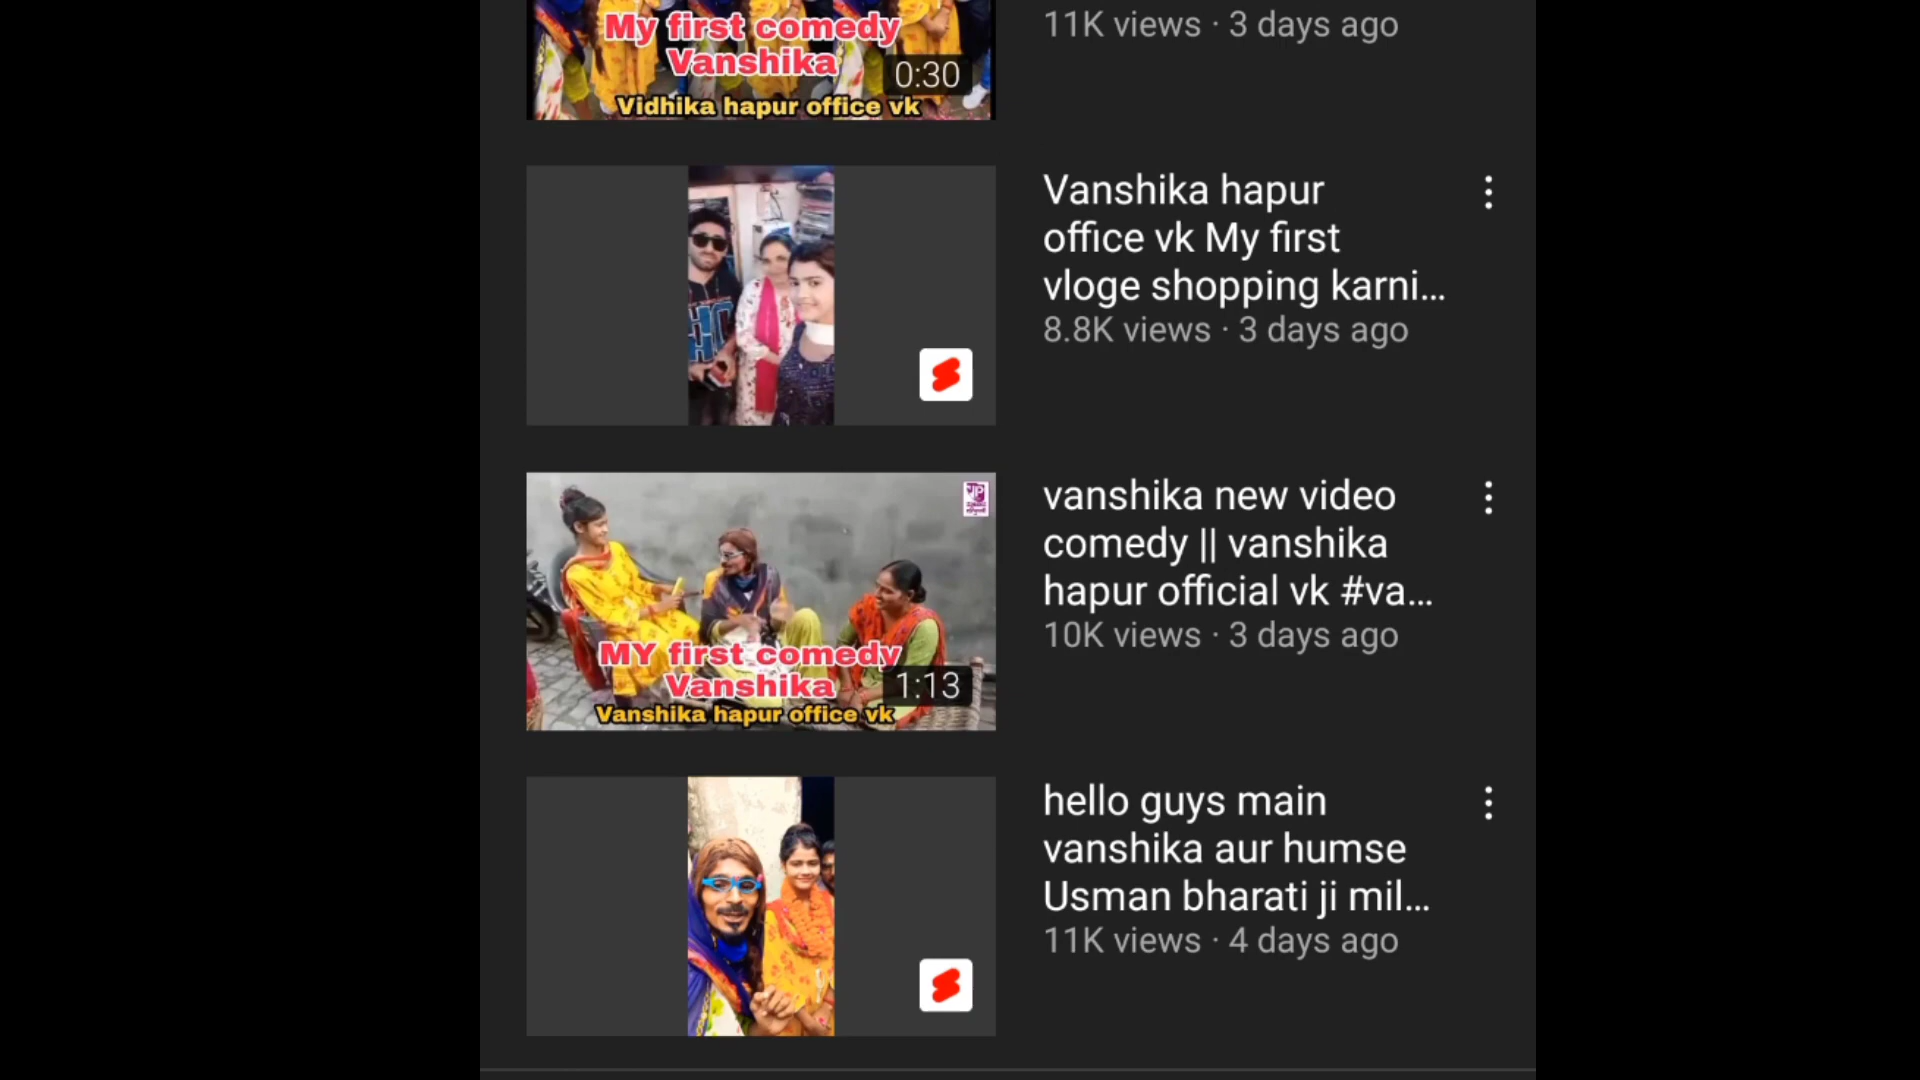 My first comedy
Vanshika
0:30
Vidhika hapur office vk
11K views · 3 days ago
Vanshika hapur
office vk My first
vloge shopping karni...
8.8K views · 3 days ago
JP
MY first comedy
Vanshika
1:13
Vanshika hapur office vk
vanshika new video
comedy || vanshika
hapur official vk #va...
10K views · 3 days ago
hello guys main
vanshika aur humse
Usman bharati ji mil...
11K views · 4 days ago